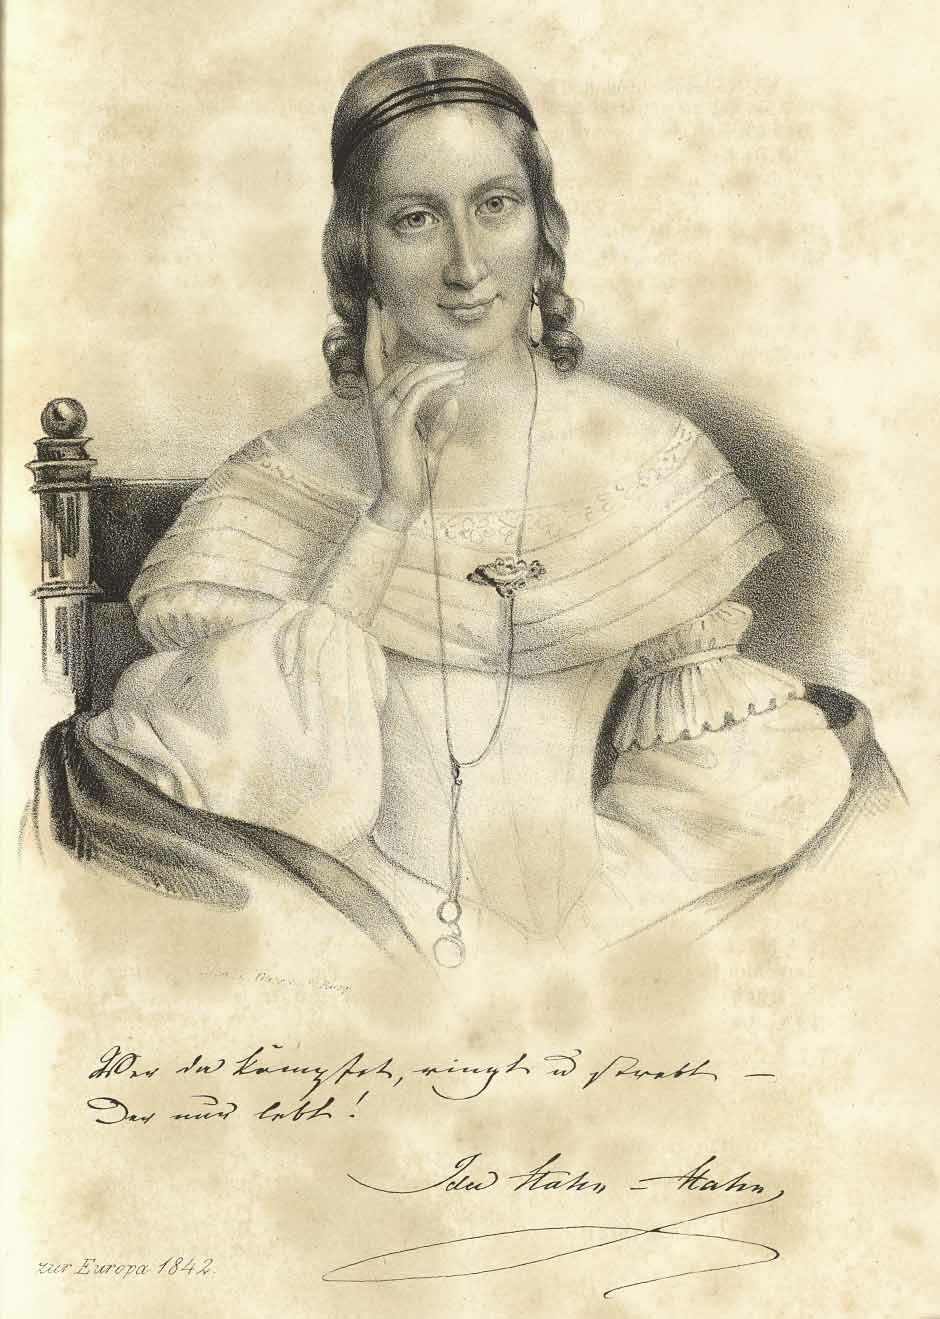 Wer da kämpfet, ringt u strebt —
Der nur lebt!
Ida Hahn-Hahn
zur Europa 1842.